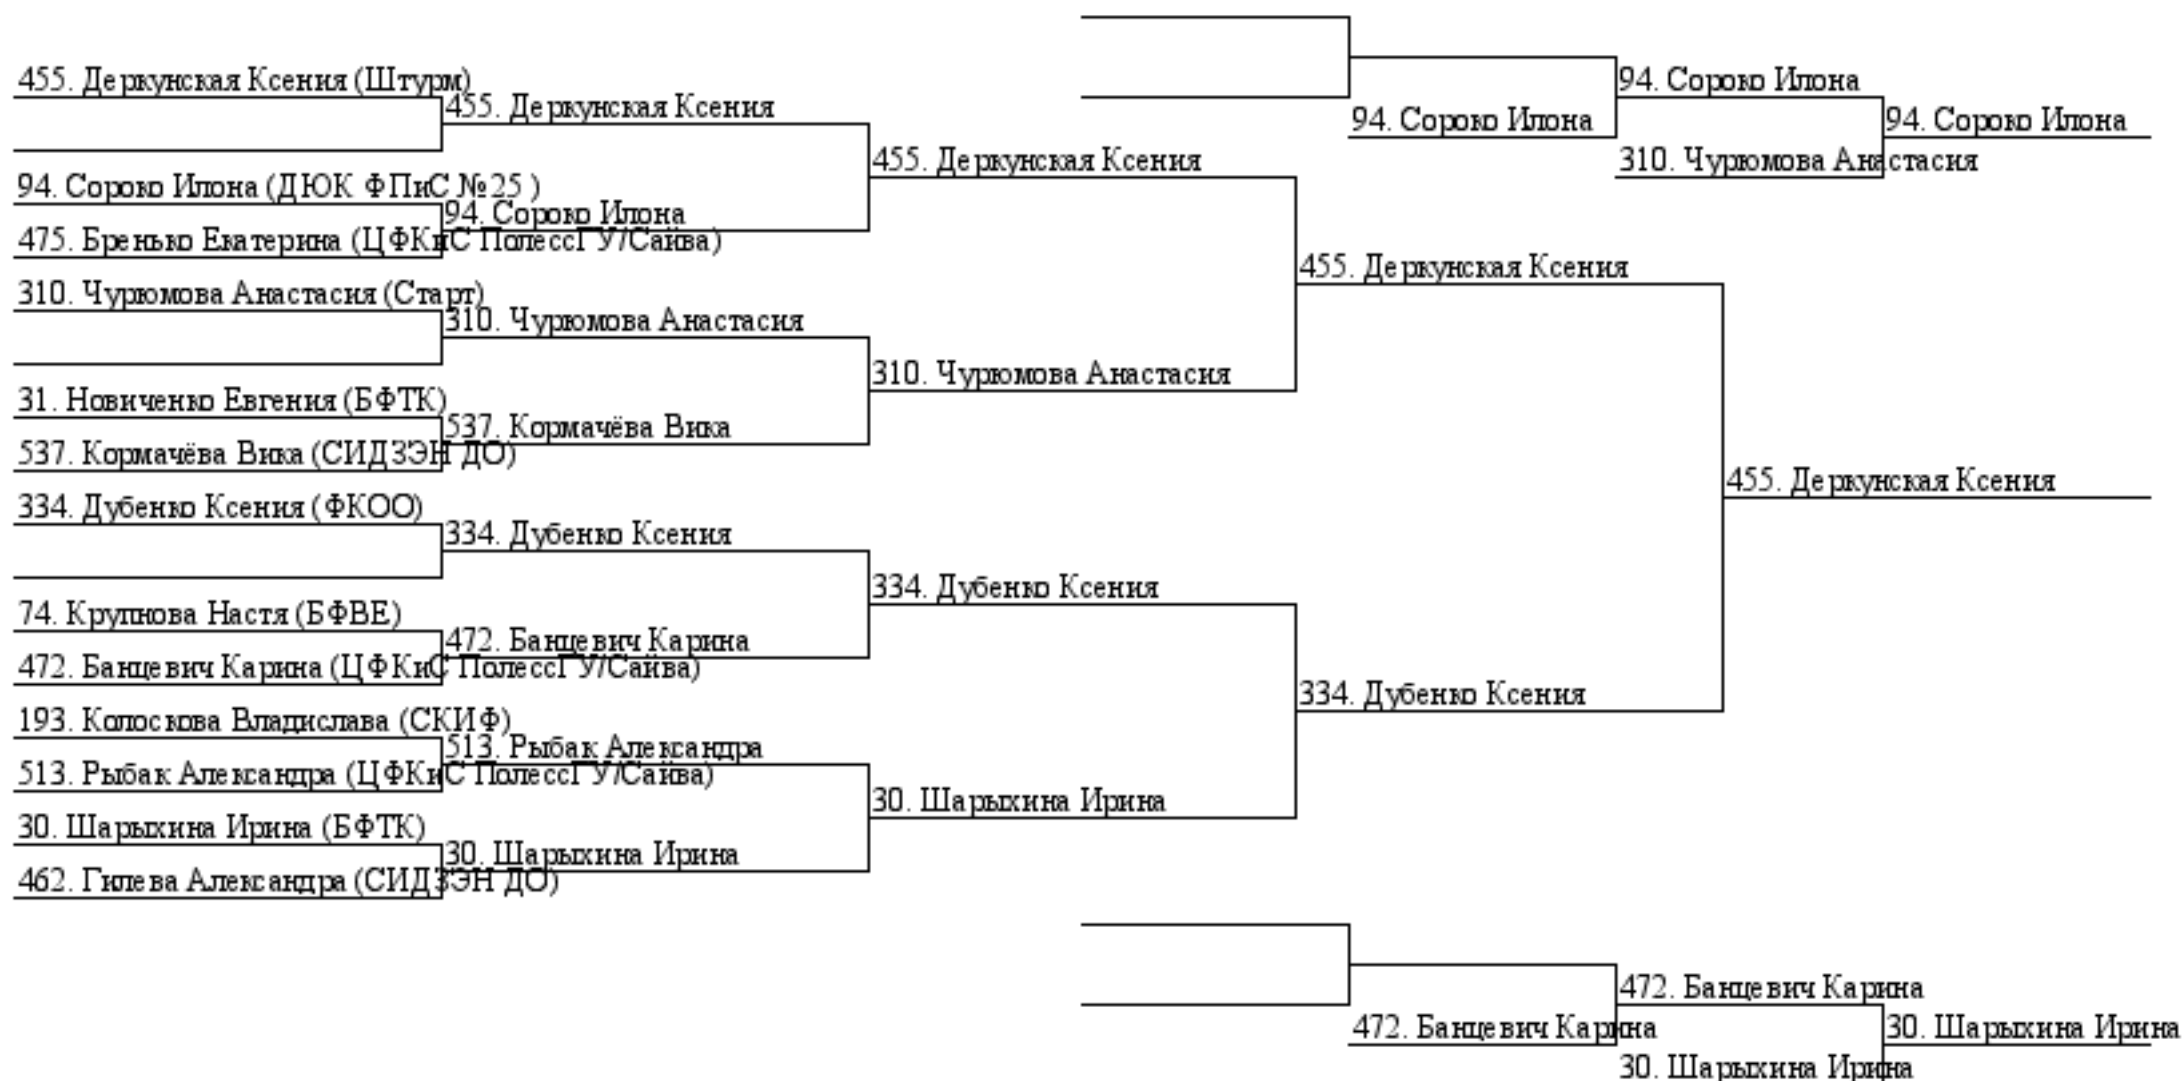 94. Сороко Илона
94. Сороко Илона
94. Сороко Илона
310. Чурюмова Анастасия
455. Деркунская Ксения (Штурм)
94. Сороко Илона (ДЮК ФПиС №25 )
475. Бренько Екатерина (ЦФКиС ПолессГУ/Сайва)
310. Чурюмова Анастасия (Старт)
31. Новиченко Евгения (БФТК)
537. Кормачёва Вика (СИДЗЭН ДО)
334. Дубенко Ксения (ФКОО)
74. Крупнова Настя (БФВЕ)
472. Банцевич Карина (ЦФКиС ПолессГУ/Сайва)
193. Колоскова Владислава (СКИФ)
513. Рыбак Александра (ЦФКиС ПолессГУ/Сайва)
30. Шарыхина Ирина (БФТК)
462. Гилева Александра (СИДЗЭН ДО)
455. Деркунская Ксения
94. Сороко Илона
310. Чурюмова Анастасия
537. Кормачёва Вика
334. Дубенко Ксения
472. Банцевич Карина
513. Рыбак Александра
30. Шарыхина Ирина
455. Деркунская Ксения
310. Чурюмова Анастасия
334. Дубенко Ксения
30. Шарыхина Ирина
455. Деркунская Ксения
334. Дубенко Ксения
455. Деркунская Ксения
472. Банцевич Карина
472. Банцевич Карина
30. Шарыхина Ирина
30. Шарыхина Ирина